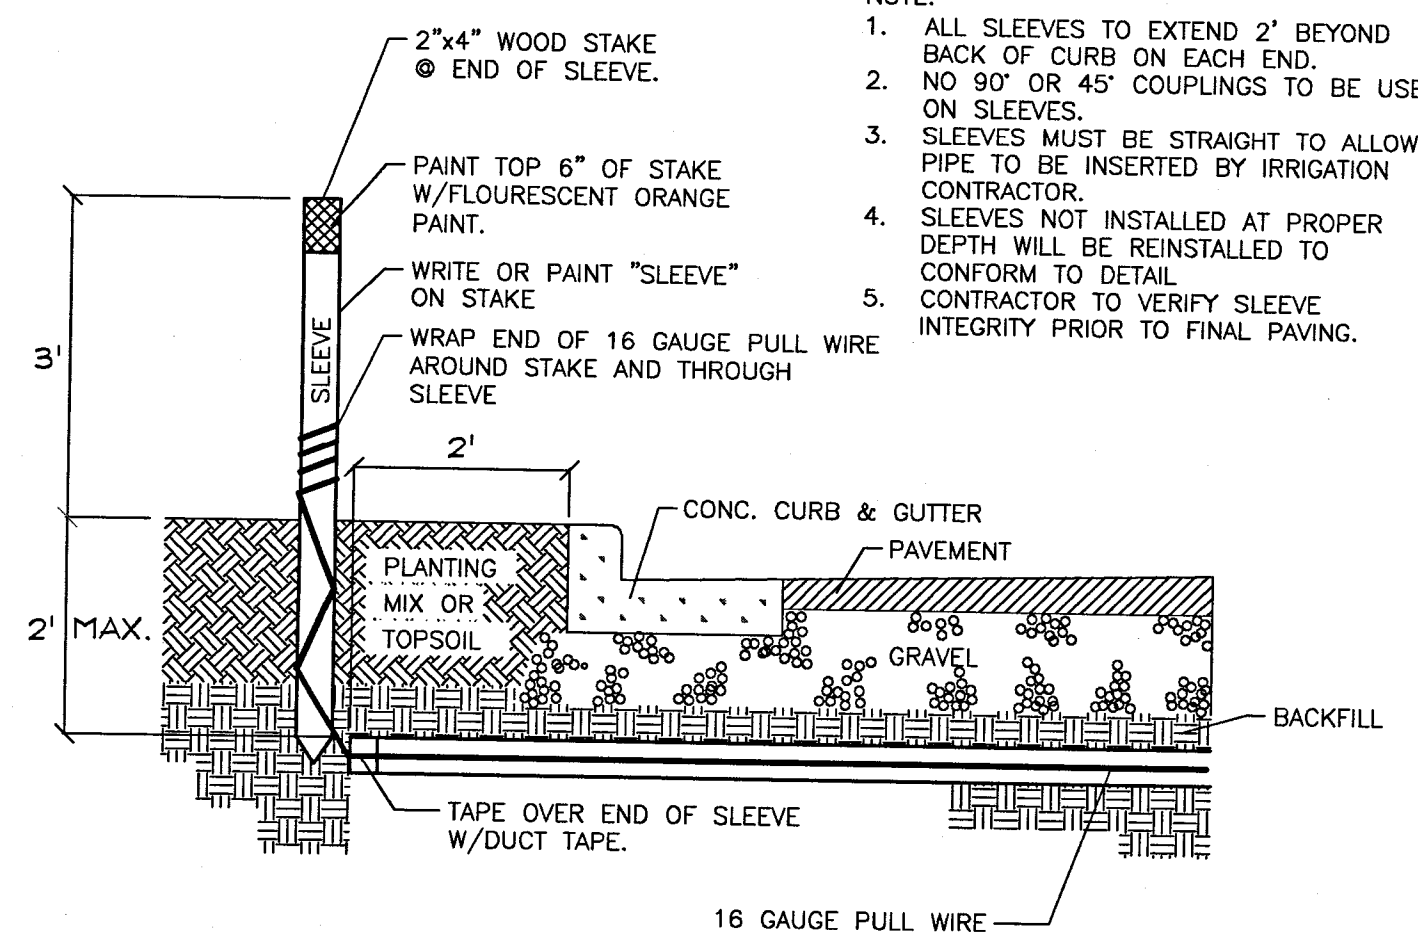 NOTE:
1. ALL SLEEVES TO EXTEND 2' BEYOND
BACK OF CURB ON EACH END.
2. NO 90° OR 45° COUPLINGS TO BE USE
ON SLEEVES.
3. SLEEVES MUST BE STRAIGHT TO ALLOW
PIPE TO BE INSERTED BY IRRIGATION
CONTRACTOR.
4. SLEEVES NOT INSTALLED AT PROPER
DEPTH WILL BE REINSTALLED TO
CONFORM TO DETAIL
5. CONTRACTOR TO VERIFY SLEEVE
INTEGRITY PRIOR TO FINAL PAVING.
2"x4" WOOD STAKE
@ END OF SLEEVE.
PAINT TOP 6" OF STAKE
W/FLOURESCENT ORANGE
PAINT.
WRITE OR PAINT "SLEEVE"
ON STAKE
WRAP END OF 16 GAUGE PULL WIRE
AROUND STAKE AND THROUGH
SLEEVE
3'
SLEEVE
2'
CONC. CURB & GUTTER
PAVEMENT
PLANTING
MIX OR
TOPSOIL
2' MAX.
GRAVEL
BACKFILL
TAPE OVER END OF SLEEVE
W/DUCT TAPE.
16 GAUGE PULL WIRE